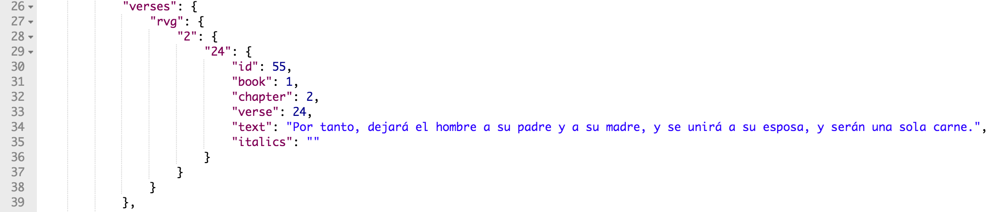 26 "verses": {
27 "rvg": {
28 "2": {
29 "24": {
30 "id": 55,
31 "book": 1,
32 "chapter": 2,
33 "verse": 24,
34 "text": "Por tanto, dejará el hombre a su padre y a su madre, y se unirá a su esposa, y serán una sola carne.",
35 "italics": ""
36 }
37 }
38 }
39 },